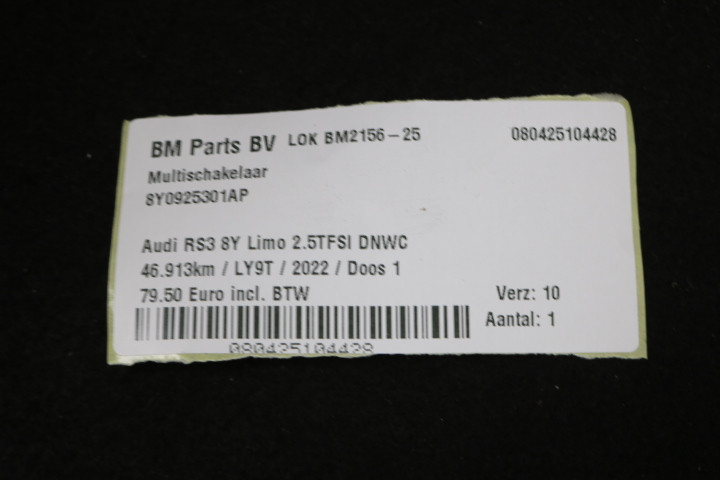 BM Parts BV LOK BM2156-25 080425104428
Multischakelaar
8Y0925301AP
Audi RS3 8Y Limo 2.5TFSI DNWC
46.913km / LY9T / 2022 / Doos 1
79.50 Euro incl. BTW Verz: 10
Aantal: 1
080425104428